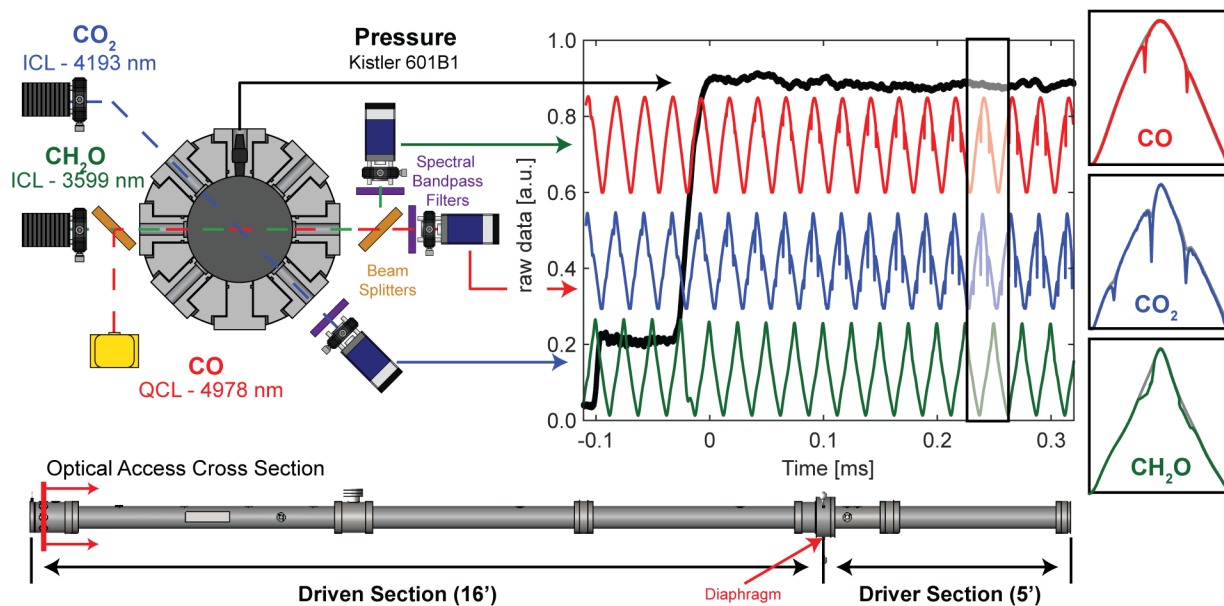 CO2
ICL - 4193 nm
CH2O
ICL - 3599 nm
Pressure
Kistler 601B1
Spectral
Bandpass
Filters
Beam
Splitters
CO
QCL - 4978 nm
raw data [a.u.]
1.0
0.8
0.6
0.4
0.2
0.0
-0.1
0
0.1
0.2
0.3
Time [ms]
CO
CO2
CH2O
Optical Access Cross Section
Driven Section (16')
Diaphragm
Driver Section (5')